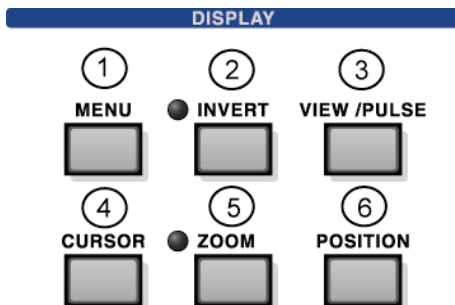 DISPLAY
1 2 3
MENU INVERT VIEW /PULSE
4 5 6
CURSOR ZOOM POSITION